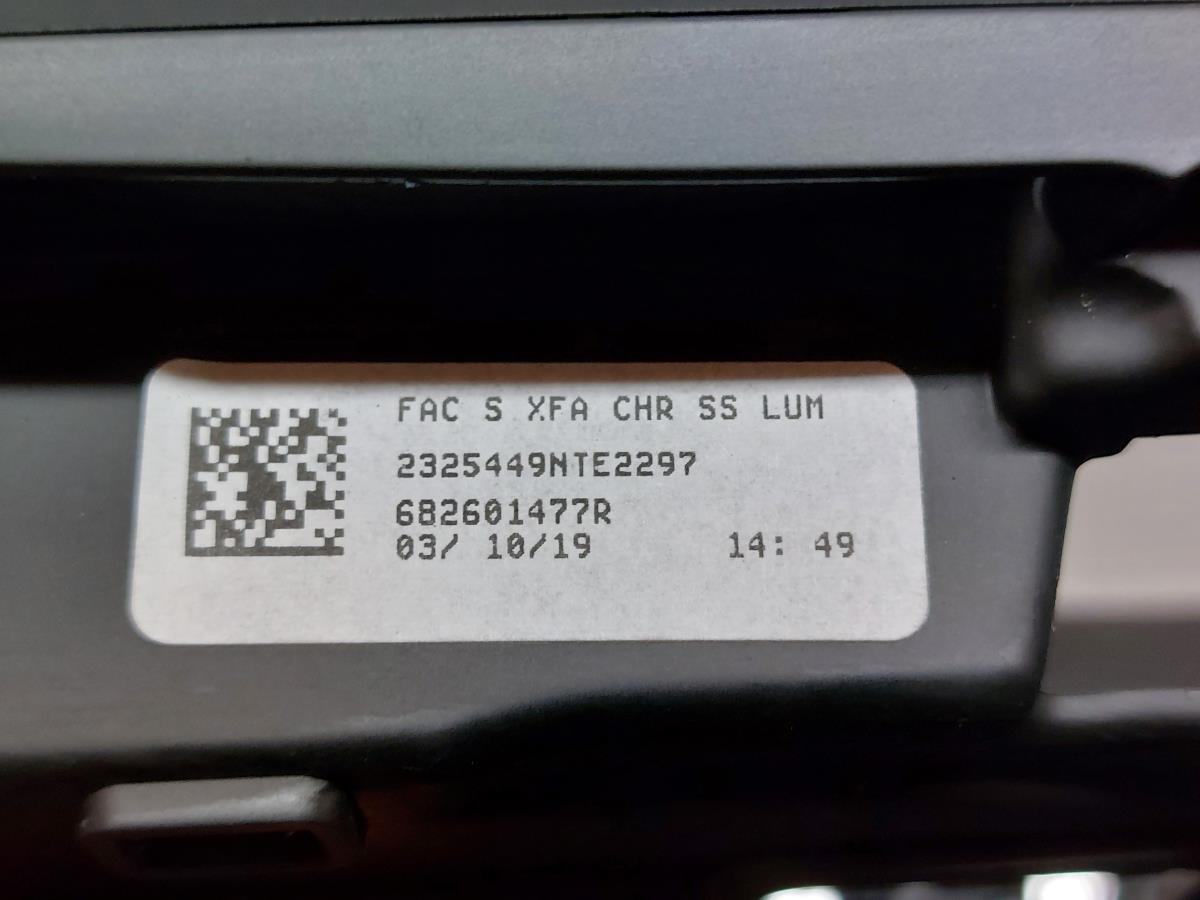 FAC S XFA CHR SS LUM
2325449NTE2297
682601477R
03/ 10/19 14: 49